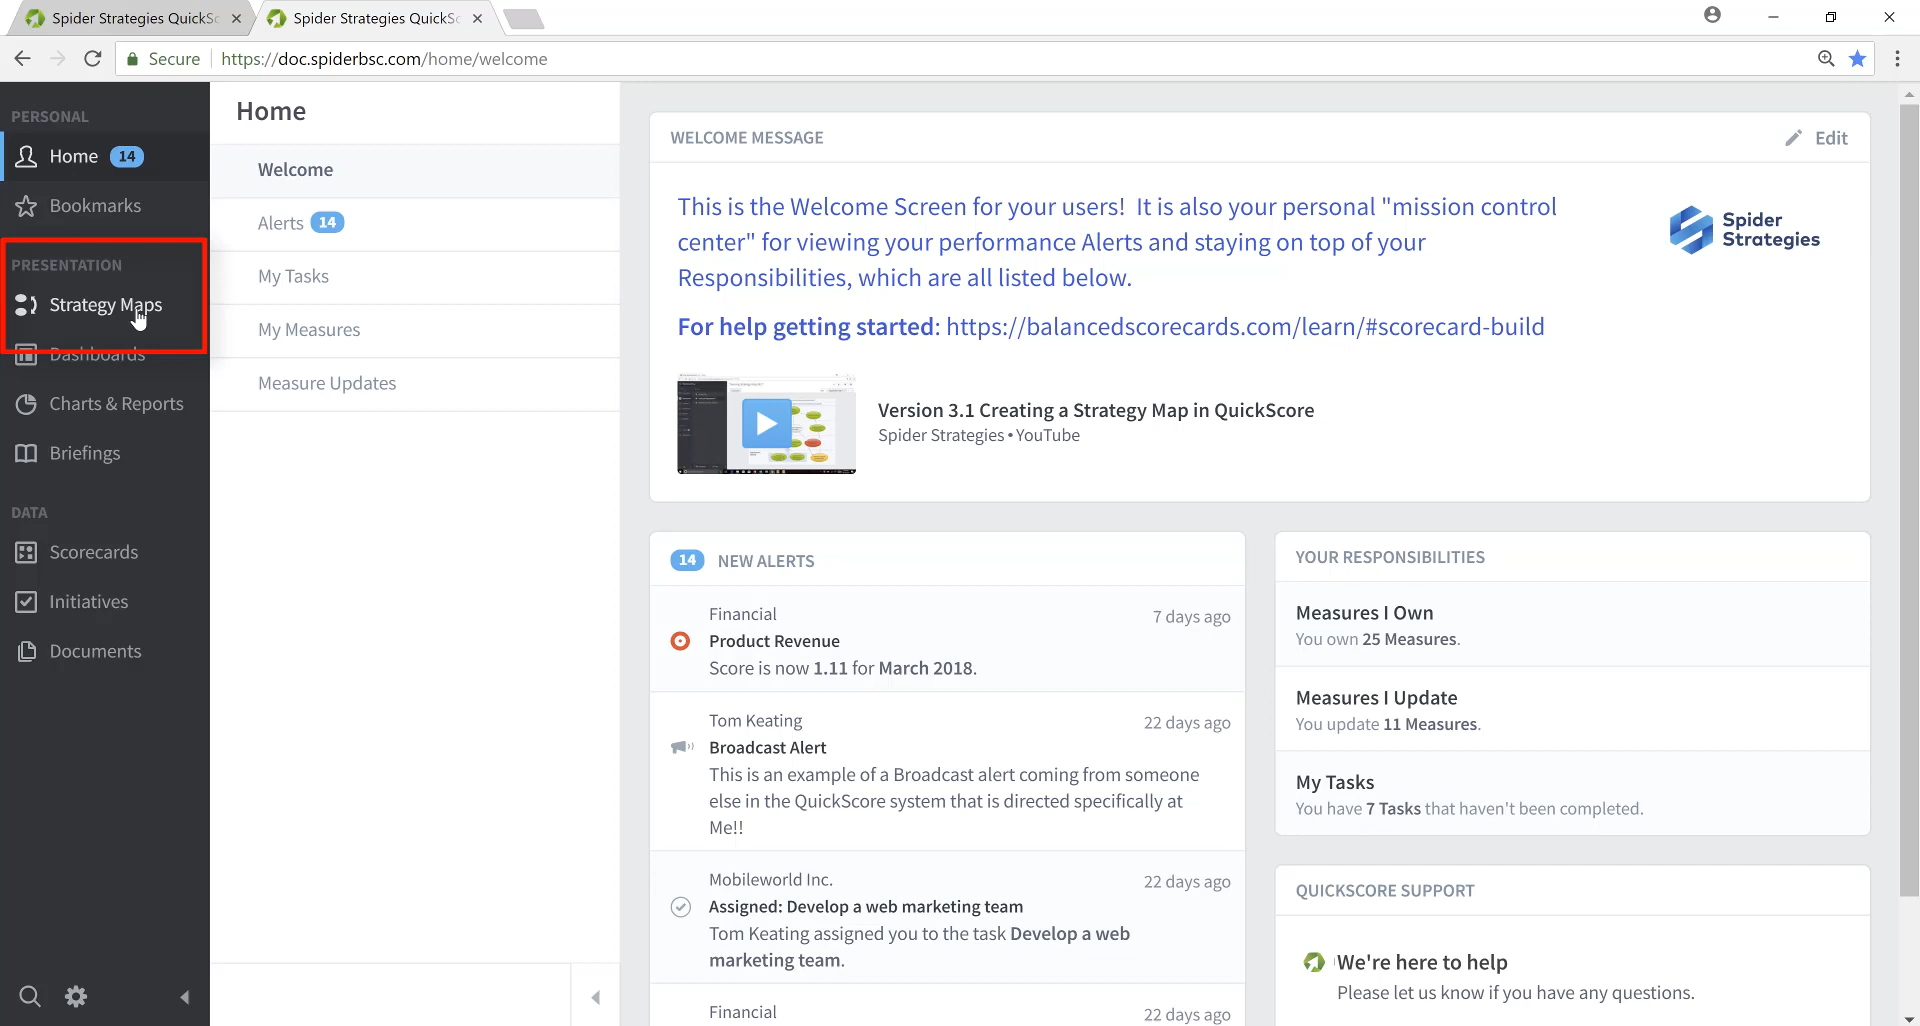 Spider Strategies QuickSc
Spider Strategies QuickSc
Secure
https://doc.spiderbsc.com/home/welcome
PERSONAL
Home 14
Bookmarks
PRESENTATION
Strategy Maps
Dashboards
Charts & Reports
Briefings
DATA
Scorecards
Initiatives
Documents
Home
Welcome
Alerts 14
My Tasks
My Measures
Measure Updates
WELCOME MESSAGE
Edit
This is the Welcome Screen for your users! It is also your personal "mission control
center" for viewing your performance Alerts and staying on top of your
Responsibilities, which are all listed below.
For help getting started: https://balancedscorecards.com/learn/#scorecard-build
Spider
Strategies
Version 3.1 Creating a Strategy Map in QuickScore
Spider Strategies • YouTube
14 NEW ALERTS
Financial
7 days ago
Product Revenue
Score is now 1.11 for March 2018.
Tom Keating
22 days ago
Broadcast Alert
This is an example of a Broadcast alert coming from someone
else in the QuickScore system that is directed specifically at
Me!!
Mobileworld Inc.
22 days ago
Assigned: Develop a web marketing team
Tom Keating assigned you to the task Develop a web
marketing team.
Financial
22 days ago
YOUR RESPONSIBILITIES
Measures I Own
You own 25 Measures.
Measures I Update
You update 11 Measures.
My Tasks
You have 7 Tasks that haven't been completed.
QUICKSCORE SUPPORT
We're here to help
Please let us know if you have any questions.